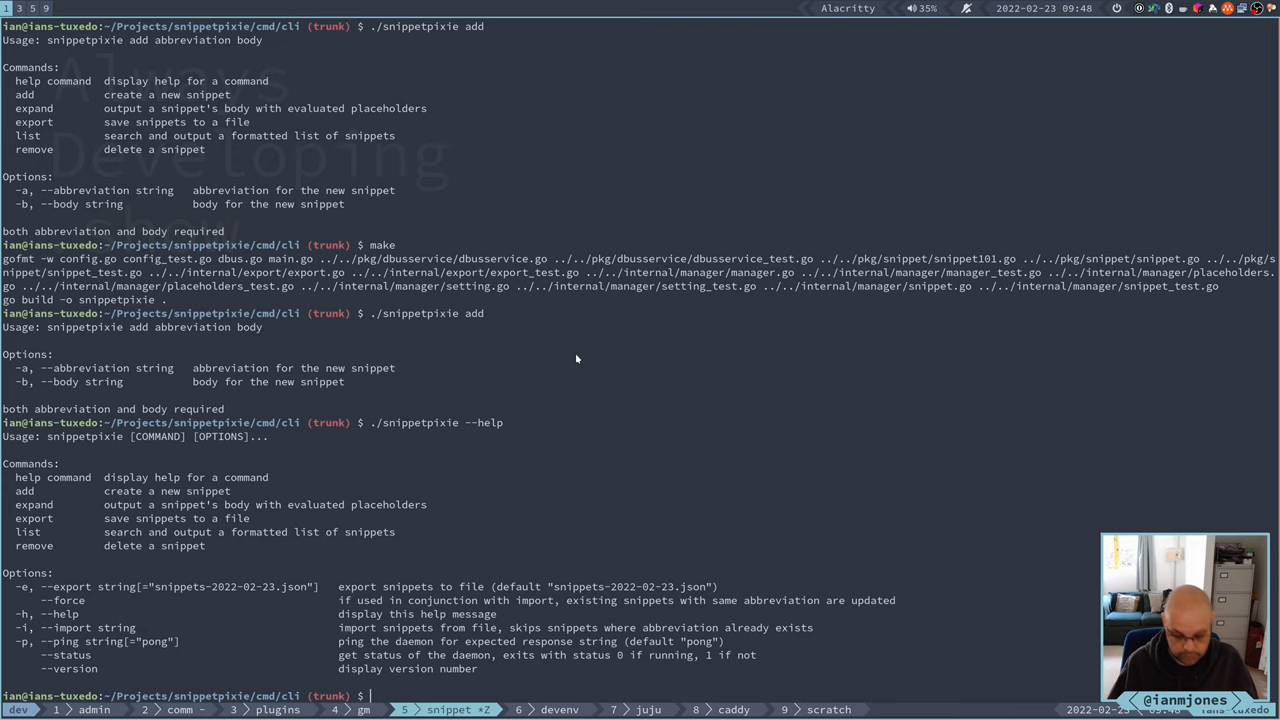 1 3 5 9 Alacritty 35% 2022-02-23 09:48
ian@ians-tuxedo:~/Projects/snippetpixie/cmd/cli (trunk) $ ./snippetpixie add
Usage: snippetpixie add abbreviation body
Commands:
help command display help for a command
add create a new snippet
expand output a snippet's body with evaluated placeholders
export save snippets to a file
list search and output a formatted list of snippets
remove delete a snippet
Always
Developing
show
Options:
-a, --abbreviation string abbreviation for the new snippet
-b, --body string body for the new snippet
both abbreviation and body required
ian@ians-tuxedo:~/Projects/snippetpixie/cmd/cli (trunk) $ make
gofmt -w config.go config_test.go dbus.go main.go ../../pkg/dbusservice/dbusservice.go ../../pkg/dbusservice/dbusservice_test.go ../../pkg/snippet/snippet101.go ../../pkg/snippet/snippet.go ../../pkg/s
nippet/snippet_test.go ../../internal/export/export.go ../../internal/export/export_test.go ../../internal/manager/manager.go ../../internal/manager/manager_test.go ../../internal/manager/placeholders.
go ../../internal/manager/placeholders_test.go ../../internal/manager/setting.go ../../internal/manager/setting_test.go ../../internal/manager/snippet.go ../../internal/manager/snippet_test.go
go build -o snippetpixie .
ian@ians-tuxedo:~/Projects/snippetpixie/cmd/cli (trunk) $ ./snippetpixie add
Usage: snippetpixie add abbreviation body
Options:
-a, --abbreviation string abbreviation for the new snippet
-b, --body string body for the new snippet
both abbreviation and body required
ian@ians-tuxedo:~/Projects/snippetpixie/cmd/cli (trunk) $ ./snippetpixie --help
Usage: snippetpixie [COMMAND] [OPTIONS]...
Commands:
help command display help for a command
add create a new snippet
expand output a snippet's body with evaluated placeholders
export save snippets to a file
list search and output a formatted list of snippets
remove delete a snippet
Options:
-e, --export string[="snippets-2022-02-23.json"] export snippets to file (default "snippets-2022-02-23.json")
--force if used in conjunction with import, existing snippets with same abbreviation are updated
-h, --help display this help message
-i, --import string import snippets from file, skips snippets where abbreviation already exists
-p, --ping string[="pong"] ping the daemon for expected response string (default "pong")
--status get status of the daemon, exits with status 0 if running, 1 if not
--version display version number
ian@ians-tuxedo:~/Projects/snippetpixie/cmd/cli (trunk) $
@ianmjones
dev 1 admin 2 comm - 3 plugins 4 gm 5 snippet *Z 6 devenv 7 juju 8 caddy 9 scratch 2022-02-23